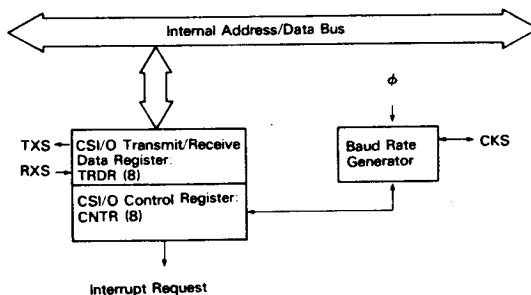 Internal Address/Data Bus
ϕ
TXS
RXS
CSI/O Transmit/Receive
Data Register:
TRDR (8)
CSI/O Control Register:
CNTR (8)
Baud Rate
Generator
CKS
Interrupt Request